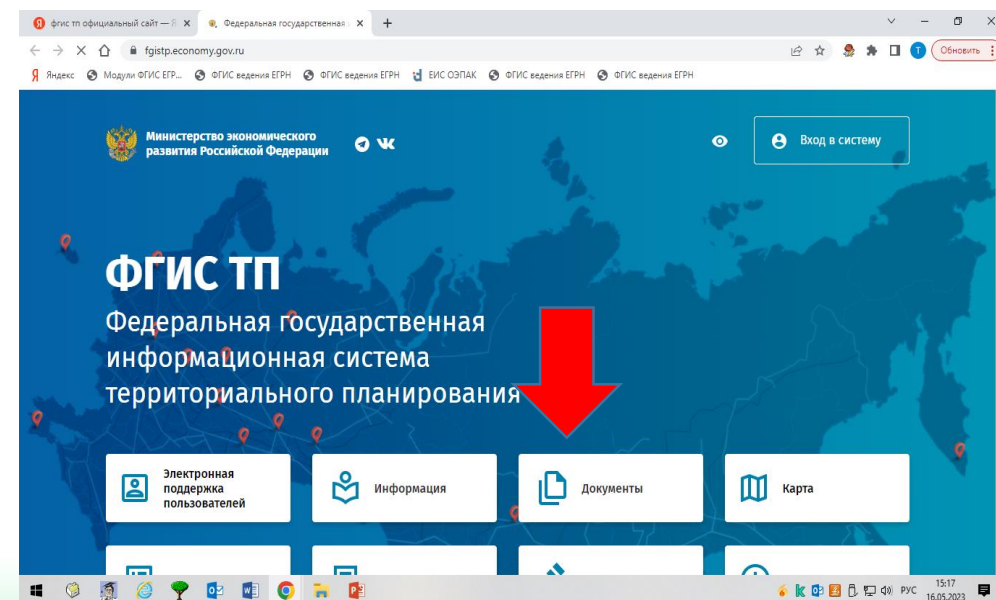 фгис тп официальный сайт — Я
Федеральная государственная
fgistp.economy.gov.ru
Обновить
Яндекс
Модули ФГИС ЕГР...
ФГИС ведения ЕГРН
ФГИС ведения ЕГРН
ЕИС ОЭПАК
ФГИС ведения ЕГРН
ФГИС ведения ЕГРН
Министерство экономического
развития Российской Федерации
Вход в систему
ФГИС ТП
Федеральная государственная
информационная система
территориального планирования
Электронная
поддержка
пользователей
Информация
Документы
Карта
РУС
15:17
16.05.2023